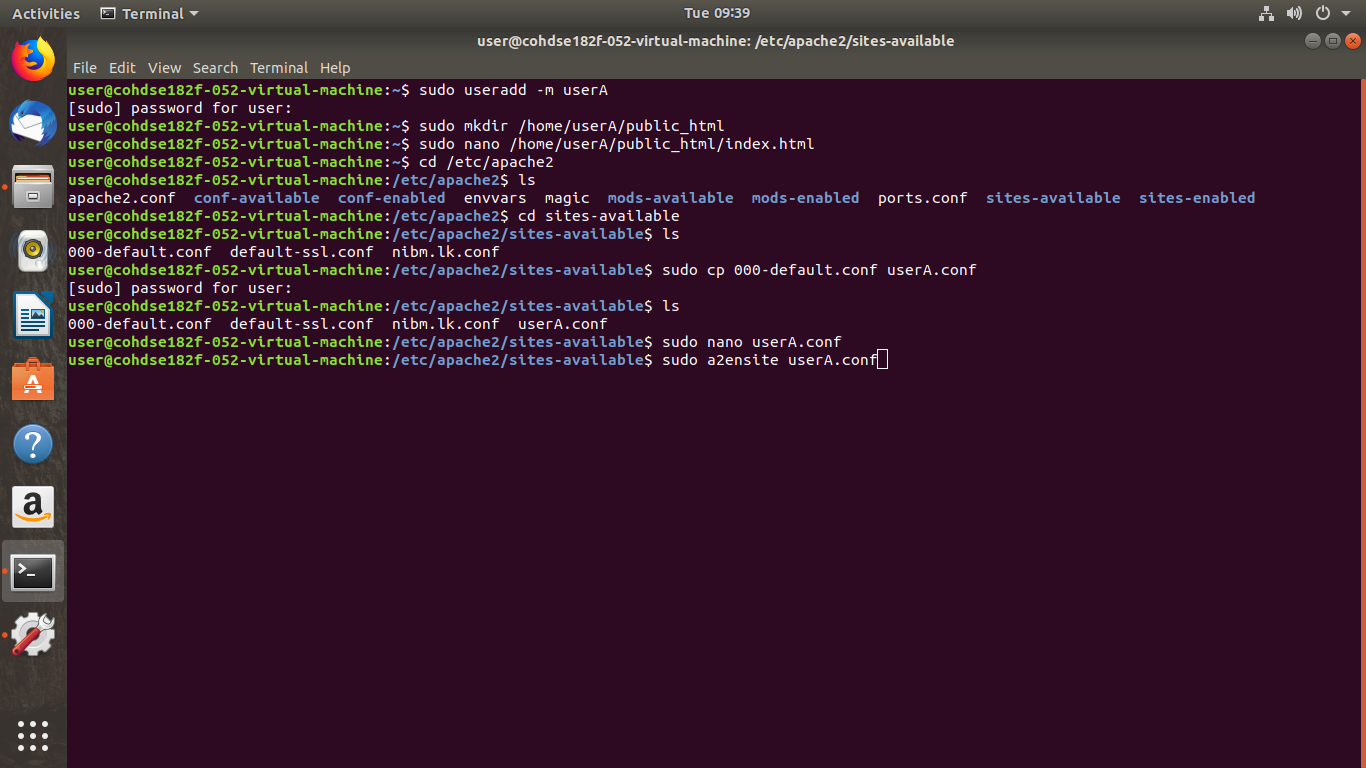 Activities Terminal Tue 09:39
user@cohdse182f-052-virtual-machine: /etc/apache2/sites-available
File Edit View Search Terminal Help
user@cohdse182f-052-virtual-machine:~$ sudo useradd -m userA
[sudo] password for user:
user@cohdse182f-052-virtual-machine:~$ sudo mkdir /home/userA/public_html
user@cohdse182f-052-virtual-machine:~$ sudo nano /home/userA/public_html/index.html
user@cohdse182f-052-virtual-machine:~$ cd /etc/apache2
user@cohdse182f-052-virtual-machine:/etc/apache2$ ls
apache2.conf  conf-available  conf-enabled  envvars  magic  mods-available  mods-enabled  ports.conf  sites-available  sites-enabled
user@cohdse182f-052-virtual-machine:/etc/apache2$ cd sites-available
user@cohdse182f-052-virtual-machine:/etc/apache2/sites-available$ ls
000-default.conf  default-ssl.conf  nibm.lk.conf
user@cohdse182f-052-virtual-machine:/etc/apache2/sites-available$ sudo cp 000-default.conf userA.conf
[sudo] password for user:
user@cohdse182f-052-virtual-machine:/etc/apache2/sites-available$ ls
000-default.conf  default-ssl.conf  nibm.lk.conf  userA.conf
user@cohdse182f-052-virtual-machine:/etc/apache2/sites-available$ sudo nano userA.conf
user@cohdse182f-052-virtual-machine:/etc/apache2/sites-available$ sudo a2ensite userA.conf